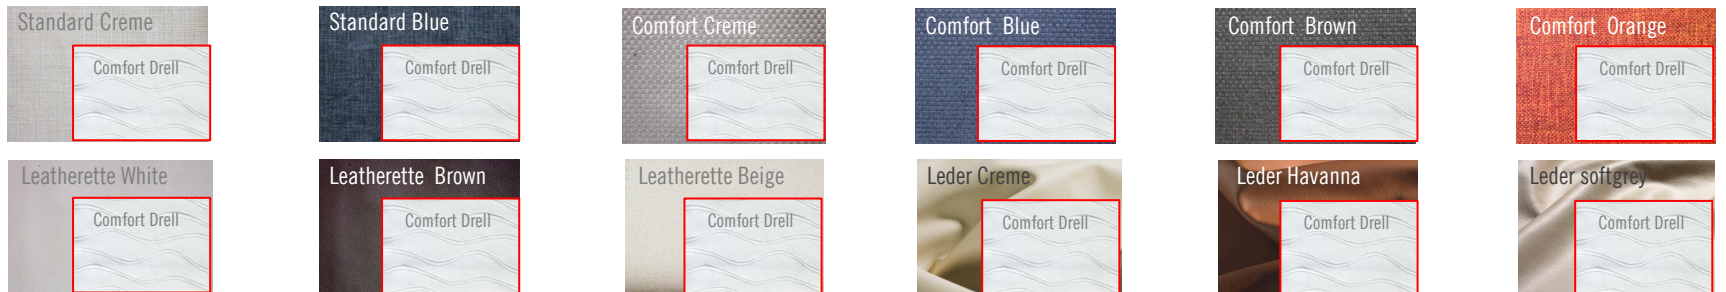 Standard Creme
Comfort Drell
Standard Blue
Comfort Drell
Comfort Creme
Comfort Drell
Comfort Blue
Comfort Drell
Comfort Brown
Comfort Drell
Comfort Orange
Comfort Drell
Leatherette White
Comfort Drell
Leatherette Brown
Comfort Drell
Leatherette Beige
Comfort Drell
Leder Creme
Comfort Drell
Leder Havanna
Comfort Drell
Leder softgrey
Comfort Drell